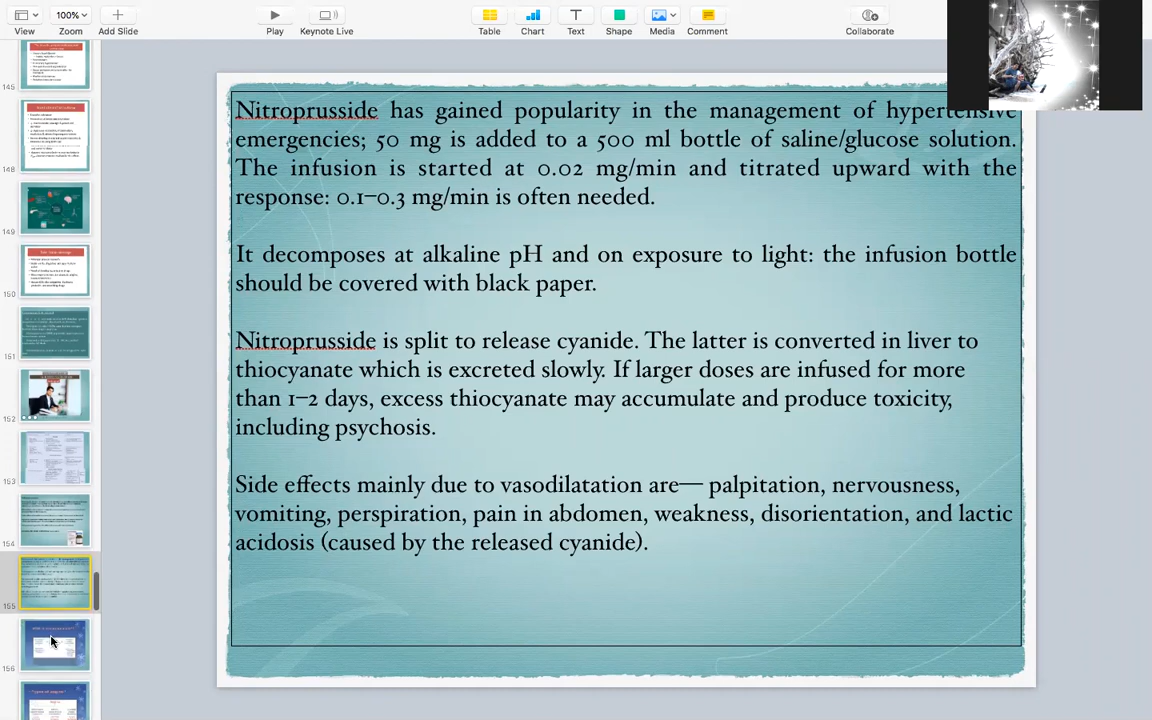 View
100%
Zoom
Add Slide
Play
Keynote Live
Table
Chart
Text
Shape
Media
Comment
Collaborate
145
148
149
150
151
152
153
154
155
156
Nitroprusside has gained popularity in the management of hypertensive
emergencies; 50 mg is added to a 500 ml bottle of saline/glucose solution.
The infusion is started at 0.02 mg/min and titrated upward with the
response: 0.1–0.3 mg/min is often needed.
It decomposes at alkaline pH and on exposure to light: the infusion bottle
should be covered with black paper.
Nitroprusside is split to release cyanide. The latter is converted in liver to
thiocyanate which is excreted slowly. If larger doses are infused for more
than 1–2 days, excess thiocyanate may accumulate and produce toxicity,
including psychosis.
Side effects mainly due to vasodilatation are— palpitation, nervousness,
vomiting, perspiration, pain in abdomen, weakness, disorientation, and lactic
acidosis (caused by the released cyanide).